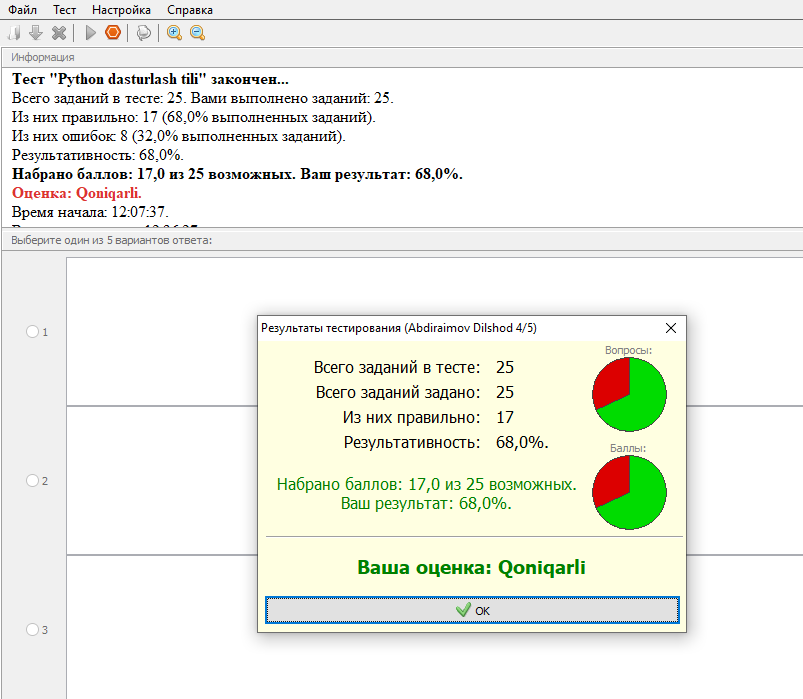 Файл Тест Настройка Справка
Информация
Тест "Python dasturlash tili" закончен...
Всего заданий в тесте: 25. Вами выполнено заданий: 25.
Из них правильно: 17 (68,0% выполненных заданий).
Из них ошибок: 8 (32,0% выполненных заданий).
Результативность: 68,0%.
Набрано баллов: 17,0 из 25 возможных. Ваш результат: 68,0%.
Оценка: Qoniqarli.
Время начала: 12:07:37.
Выберите один из 5 вариантов ответа:
1
2
3
Результаты тестирования (Abdiraimov Dilshod 4/5)
Вопросы:
Всего заданий в тесте: 25
Всего заданий задано: 25
Из них правильно: 17
Результативность: 68,0%.
Баллы:
Набрано баллов: 17,0 из 25 возможных.
Ваш результат: 68,0%.
Ваша оценка: Qoniqarli
OK